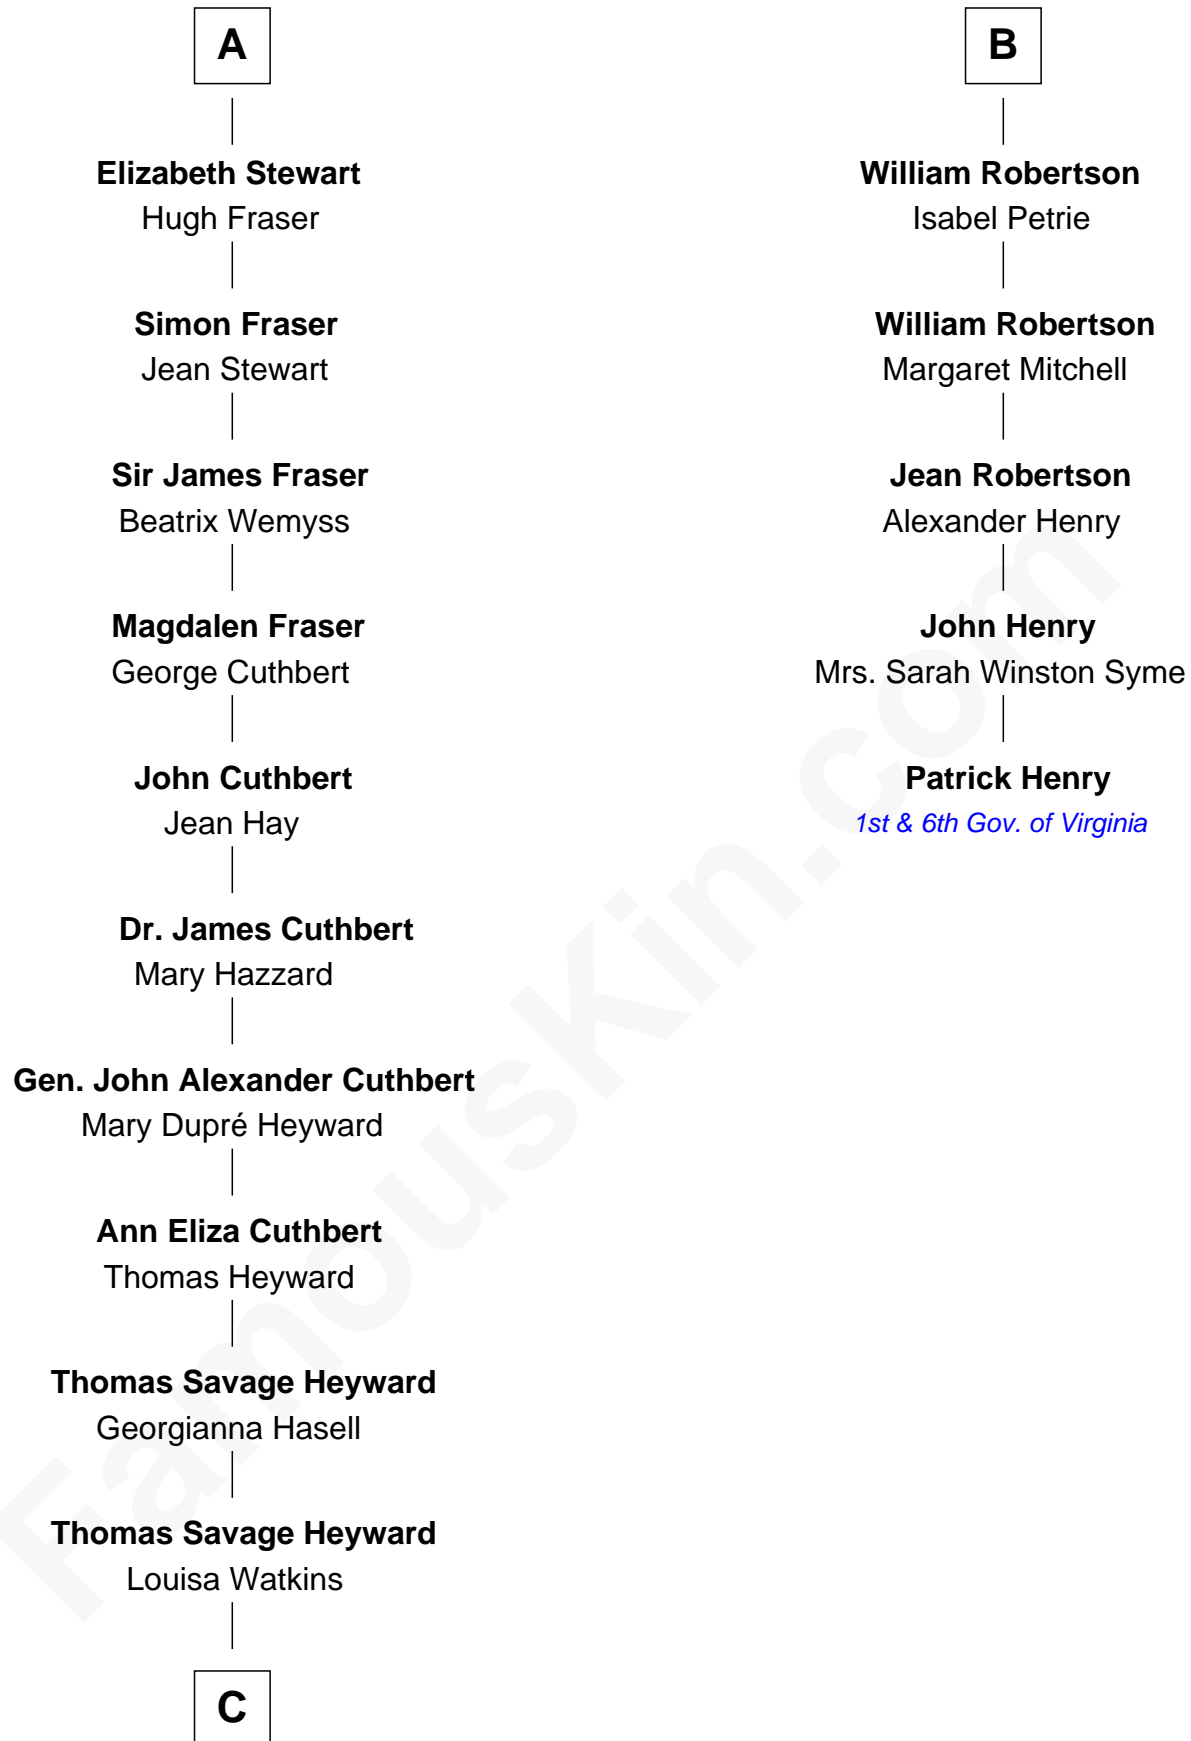 A
Elizabeth Stewart
Hugh Fraser
Simon Fraser
Jean Stewart
Sir James Fraser
Beatrix Wemyss
Magdalen Fraser
George Cuthbert
John Cuthbert
Jean Hay
Dr. James Cuthbert
Mary Hazzard
Gen. John Alexander Cuthbert
Mary Dupré Heyward
Ann Eliza Cuthbert
Thomas Heyward
Thomas Savage Heyward
Georgianna Hasell
Thomas Savage Heyward
Louisa Watkins
C
B
William Robertson
Isabel Petrie
William Robertson
Margaret Mitchell
Jean Robertson
Alexander Henry
John Henry
Mrs. Sarah Winston Syme
Patrick Henry
1st & 6th Gov. of Virginia
FamousKin.com